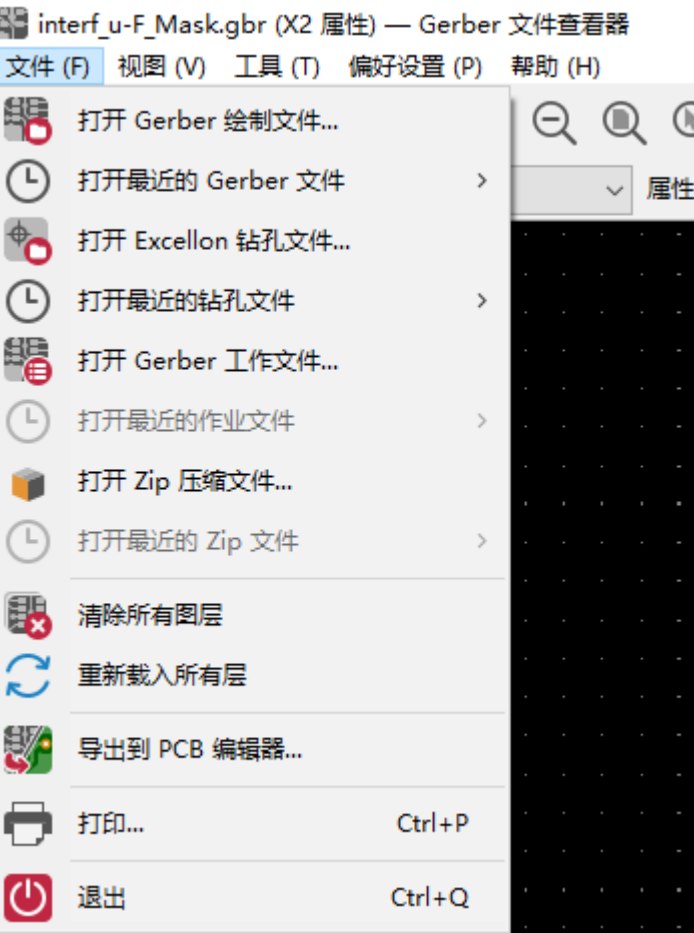 interf_u-F_Mask.gbr (X2 属性) — Gerber 文件查看器
文件 (F) 视图 (V) 工具 (T) 偏好设置 (P) 帮助 (H)
打开 Gerber 绘制文件...
打开最近的 Gerber 文件
属性
打开 Excellon 钻孔文件...
打开最近的钻孔文件
打开 Gerber 工作文件...
打开最近的作业文件
打开 Zip 压缩文件...
打开最近的 Zip 文件
清除所有图层
重新载入所有层
导出到 PCB 编辑器...
打印... Ctrl+P
退出 Ctrl+Q